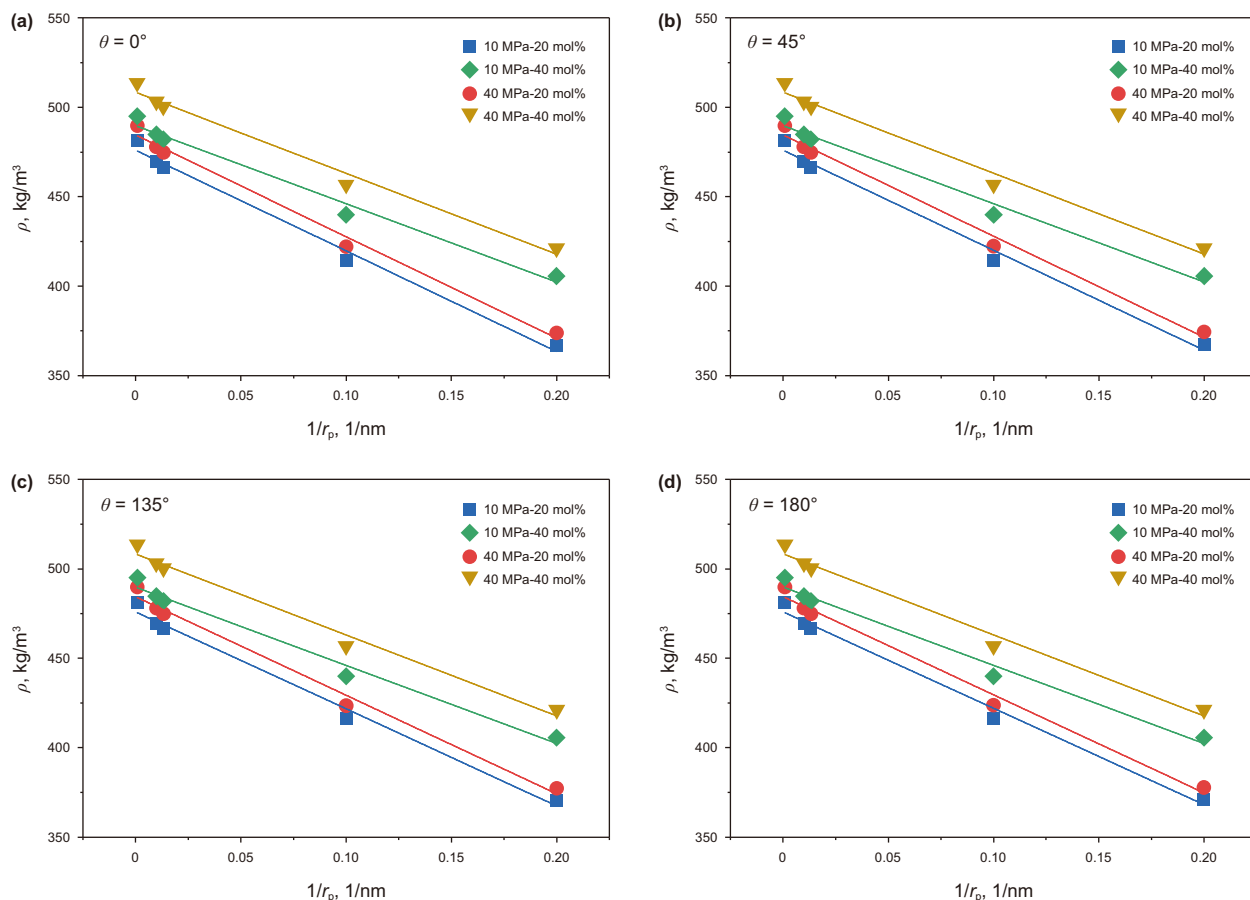 (a)
θ = 0°
10 MPa-20 mol%
10 MPa-40 mol%
40 MPa-20 mol%
40 MPa-40 mol%
550
500
450
400
350
ρ, kg/m³
0
0.05
0.10
0.15
0.20
1/rₚ, 1/nm
(b)
θ = 45°
10 MPa-20 mol%
10 MPa-40 mol%
40 MPa-20 mol%
40 MPa-40 mol%
550
500
450
400
350
ρ, kg/m³
0
0.05
0.10
0.15
0.20
1/rₚ, 1/nm
(c)
θ = 135°
10 MPa-20 mol%
10 MPa-40 mol%
40 MPa-20 mol%
40 MPa-40 mol%
550
500
450
400
350
ρ, kg/m³
0
0.05
0.10
0.15
0.20
1/rₚ, 1/nm
(d)
θ = 180°
10 MPa-20 mol%
10 MPa-40 mol%
40 MPa-20 mol%
40 MPa-40 mol%
550
500
450
400
350
ρ, kg/m³
0
0.05
0.10
0.15
0.20
1/rₚ, 1/nm